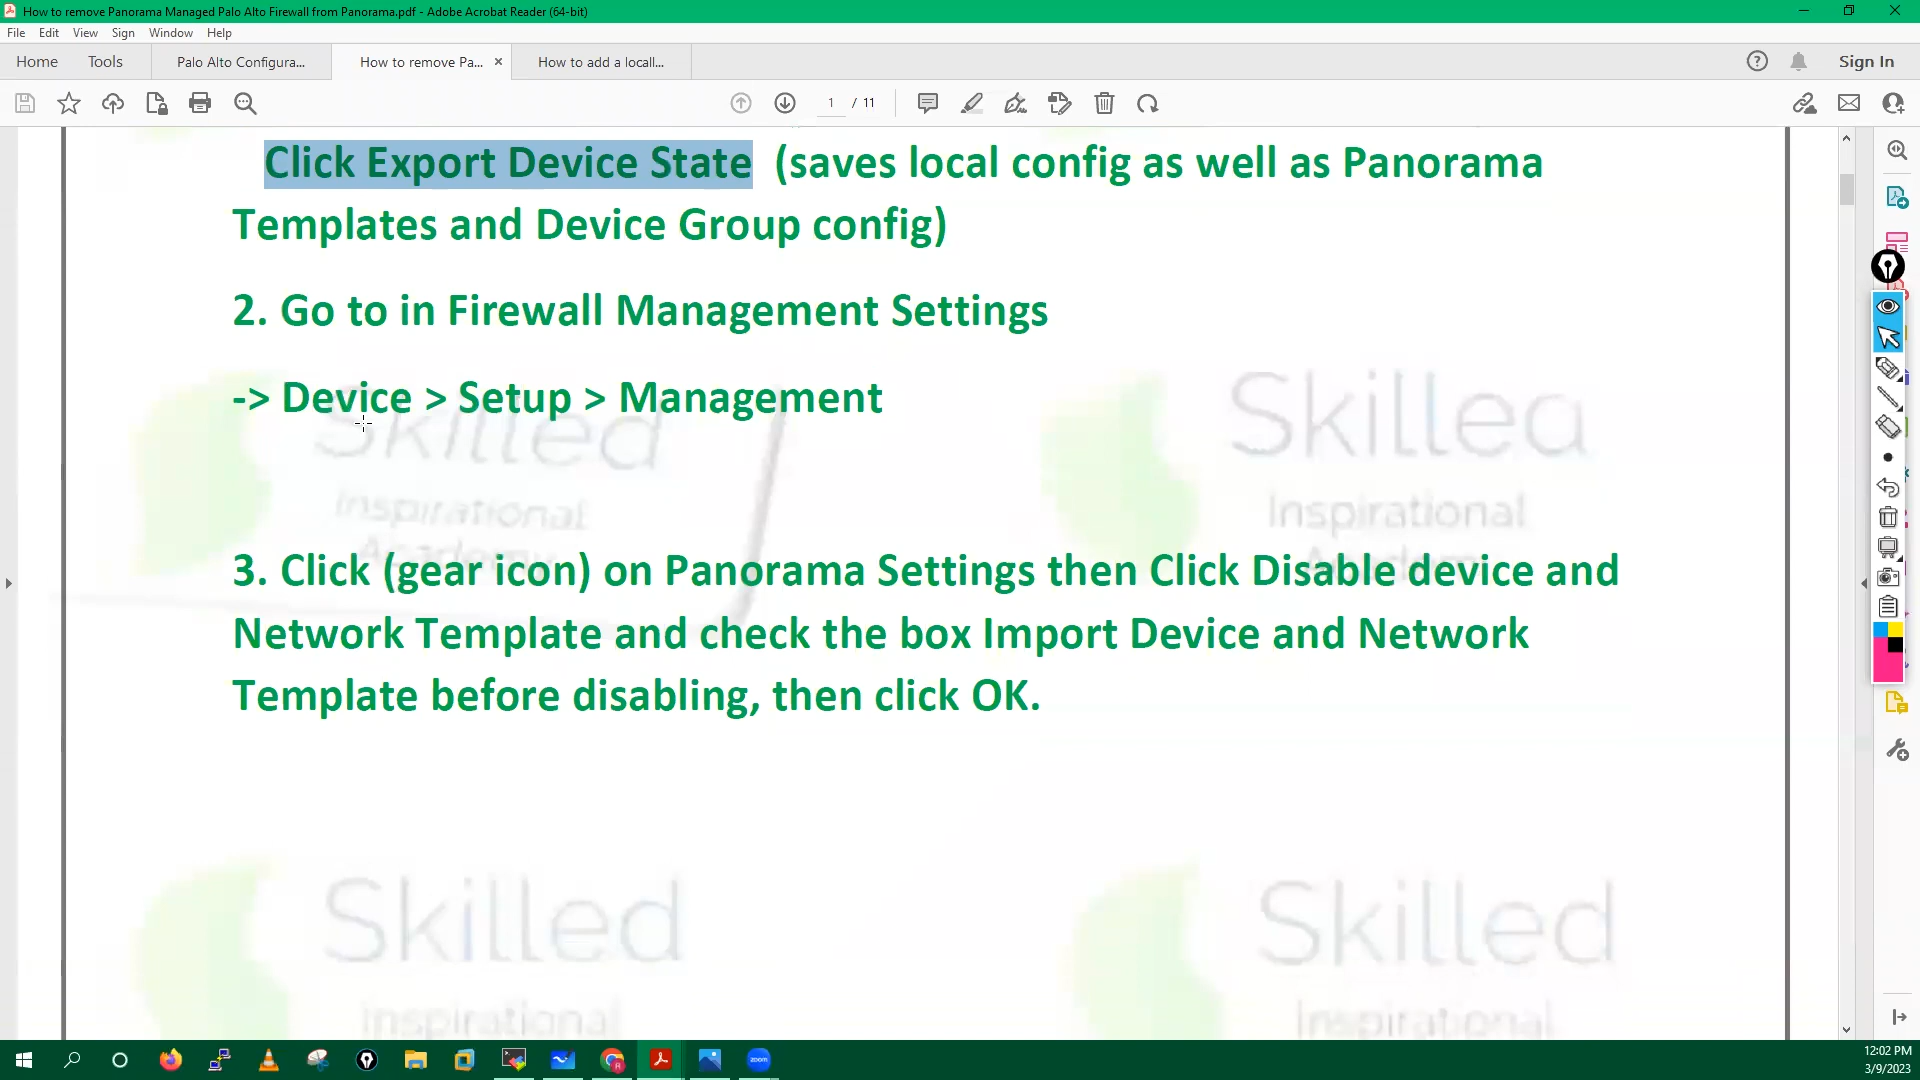 How to remove Panorama Managed Palo Alto Firewall from Panorama.pdf - Adobe Acrobat Reader (64-bit)
File Edit View Sign Window Help
Home Tools Palo Alto Configura... How to remove Pa... × How to add a locall... Sign In
1 / 11
Click Export Device State (saves local config as well as Panorama
Templates and Device Group config)
2. Go to in Firewall Management Settings
-> Device > Setup > Management
Skilled
Inspirational
Academy
Skilled
Inspirational
3. Click (gear icon) on Panorama Settings then Click Disable device and
Network Template and check the box Import Device and Network
Template before disabling, then click OK.
Skilled
Inspirational
Skilled
Inspirational
zoom
12:02 PM
3/9/2023